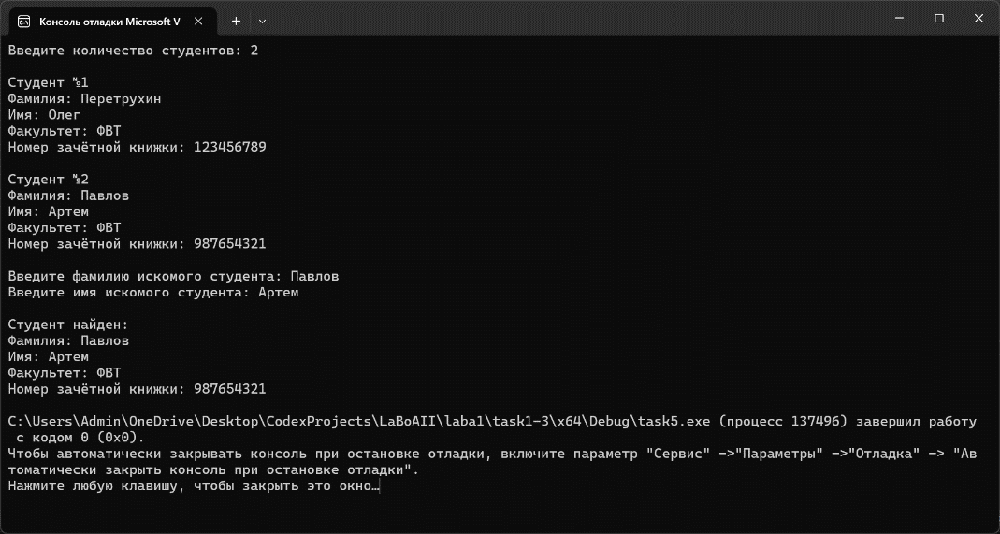 Консоль отладки Microsoft Vi
Введите количество студентов: 2
Студент №1
Фамилия: Перетрухин
Имя: Олег
Факультет: ФВТ
Номер зачётной книжки: 123456789
Студент №2
Фамилия: Павлов
Имя: Артем
Факультет: ФВТ
Номер зачётной книжки: 987654321
Введите фамилию искомого студента: Павлов
Введите имя искомого студента: Артем
Студент найден:
Фамилия: Павлов
Имя: Артем
Факультет: ФВТ
Номер зачётной книжки: 987654321
C:\Users\Admin\OneDrive\Desktop\CodexProjects\LaBoAII\laba1\task1-3\x64\Debug\task5.exe (процесс 137496) завершил работу
с кодом 0 (0x0).
Чтобы автоматически закрывать консоль при остановке отладки, включите параметр "Сервис" ->"Параметры" ->"Отладка" -> "Ав
томатически закрыть консоль при остановке отладки".
Нажмите любую клавишу, чтобы закрыть это окно…